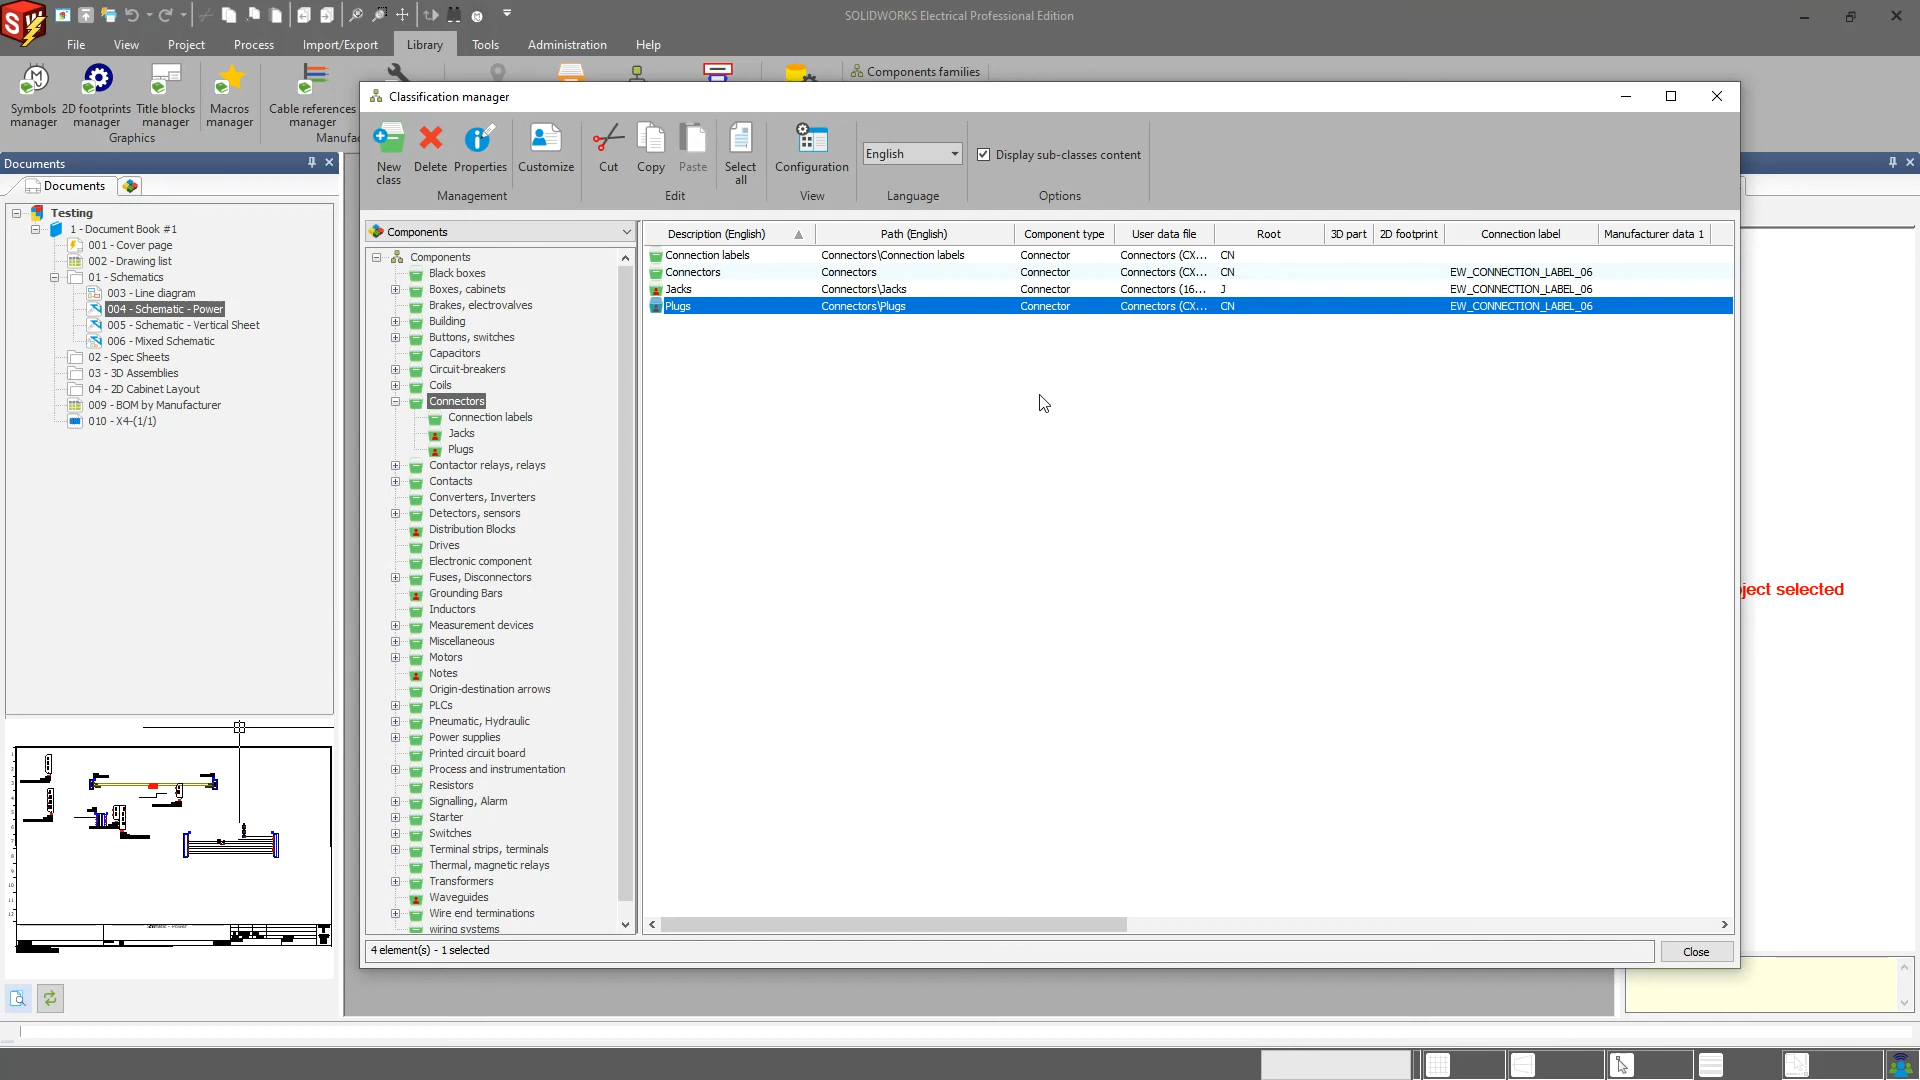 SOLIDWORKS Electrical Professional Edition
File View Project Process Import/Export Library Tools Administration Help
Symbols manager
2D footprints manager
Title blocks manager
Macros manager
Cable references manager
Components families
Graphics
Manufac
Classification manager
New class
Delete
Properties
Customize
Cut
Copy
Paste
Select all
Configuration
English
Display sub-classes content
Management
Edit
View
Language
Options
Documents
Documents
Testing
1 - Document Book #1
001 - Cover page
002 - Drawing list
01 - Schematics
003 - Line diagram
004 - Schematic - Power
005 - Schematic - Vertical Sheet
006 - Mixed Schematic
02 - Spec Sheets
03 - 3D Assemblies
04 - 2D Cabinet Layout
009 - BOM by Manufacturer
010 - X4-(1/1)
Components
Components
Black boxes
Boxes, cabinets
Brakes, electrovalves
Building
Buttons, switches
Capacitors
Circuit-breakers
Coils
Connectors
Connection labels
Jacks
Plugs
Contactor relays, relays
Contacts
Converters, Inverters
Detectors, sensors
Distribution Blocks
Drives
Electronic component
Fuses, Disconnectors
Grounding Bars
Inductors
Measurement devices
Miscellaneous
Motors
Notes
Origin-destination arrows
PLCs
Pneumatic, Hydraulic
Power supplies
Printed circuit board
Process and instrumentation
Resistors
Signalling, Alarm
Starter
Switches
Terminal strips, terminals
Thermal, magnetic relays
Transformers
Waveguides
Wire end terminations
wiring systems
Description (English) Path (English) Component type User data file Root 3D part 2D footprint Connection label Manufacturer data 1
Connection labels Connectors\Connection labels Connector Connectors (CX... CN
Connectors Connectors Connector Connectors (CX... CN EW_CONNECTION_LABEL_06
Jacks Connectors\Jacks Connector Connectors (16... J EW_CONNECTION_LABEL_06
Plugs Connectors\Plugs Connector Connectors (CX... CN EW_CONNECTION_LABEL_06
ject selected
4 element(s) - 1 selected
Close